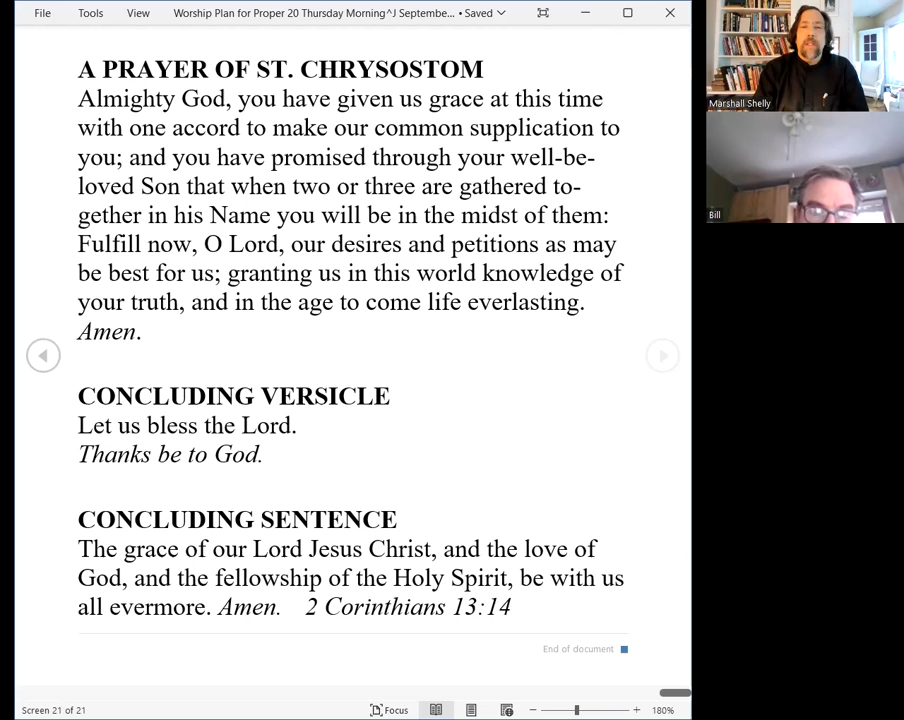 File Tools View Worship Plan for Proper 20 Thursday Morning^J Septembe... • Saved
A PRAYER OF ST. CHRYSOSTOM
Almighty God, you have given us grace at this time
with one accord to make our common supplication to
you; and you have promised through your well-be-
loved Son that when two or three are gathered to-
gether in his Name you will be in the midst of them:
Fulfill now, O Lord, our desires and petitions as may
be best for us; granting us in this world knowledge of
your truth, and in the age to come life everlasting.
Amen.
CONCLUDING VERSICLE
Let us bless the Lord.
Thanks be to God.
CONCLUDING SENTENCE
The grace of our Lord Jesus Christ, and the love of
God, and the fellowship of the Holy Spirit, be with us
all evermore. Amen. 2 Corinthians 13:14
End of document
Screen 21 of 21 Focus 180%
Marshall Shelly
Bill